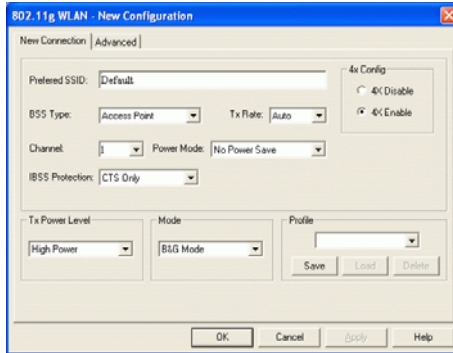 802.11g WLAN - New Configuration
New Connection Advanced
Prefered SSID: Default
4x Config
4X Disable
4X Enable
BSS Type: Access Point Tx Rate: Auto
Channel: 1 Power Mode: No Power Save
IBSS Protection: CTS Only
Tx Power Level Mode Profile
High Power B&G Mode
Save Load Delete
OK Cancel Apply Help